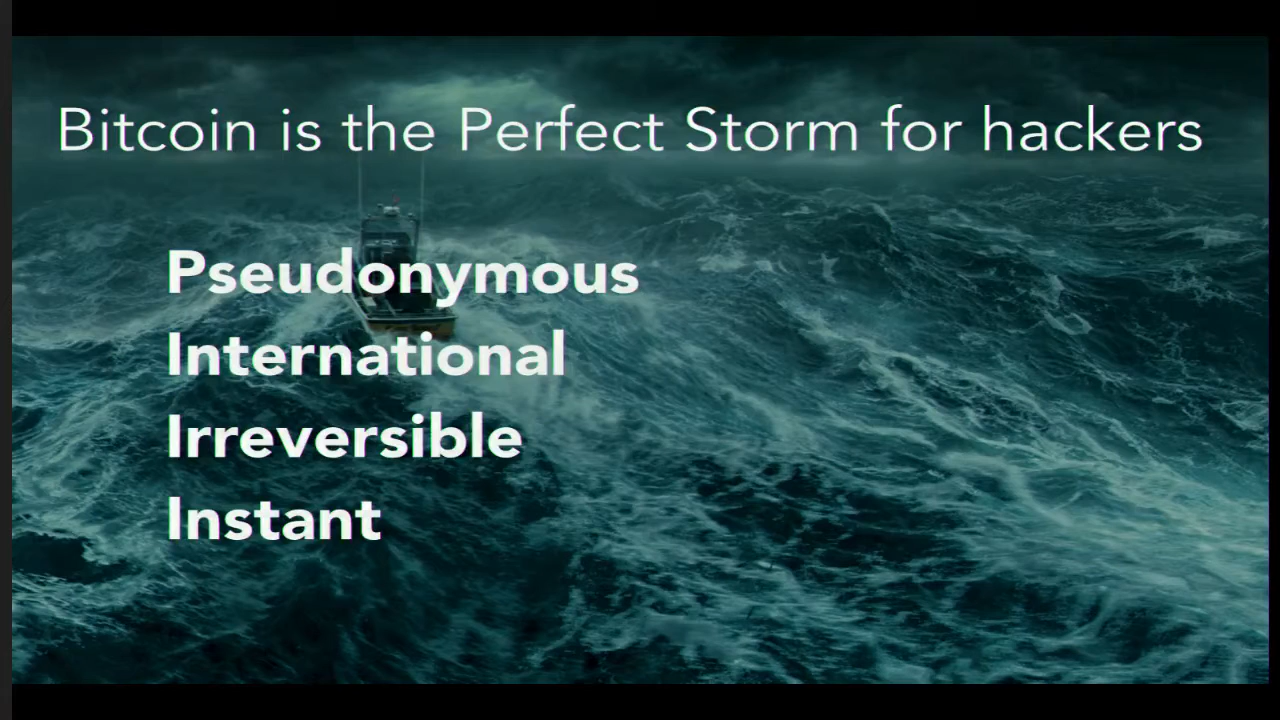 Bitcoin is the Perfect Storm for hackers
Pseudonymous
International
Irreversible
Instant